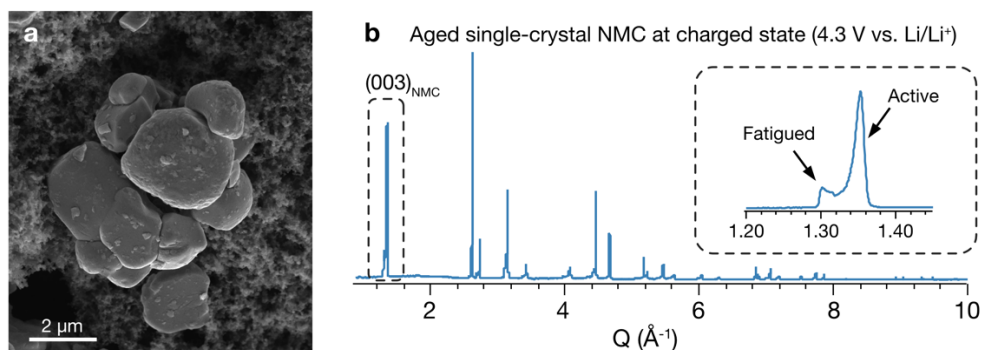 a
2 μm
b Aged single-crystal NMC at charged state (4.3 V vs. Li/Li⁺)
(003)NMC
Active
Fatigued
1.20 1.30 1.40
2 4 6 8 10
Q (Å⁻¹)